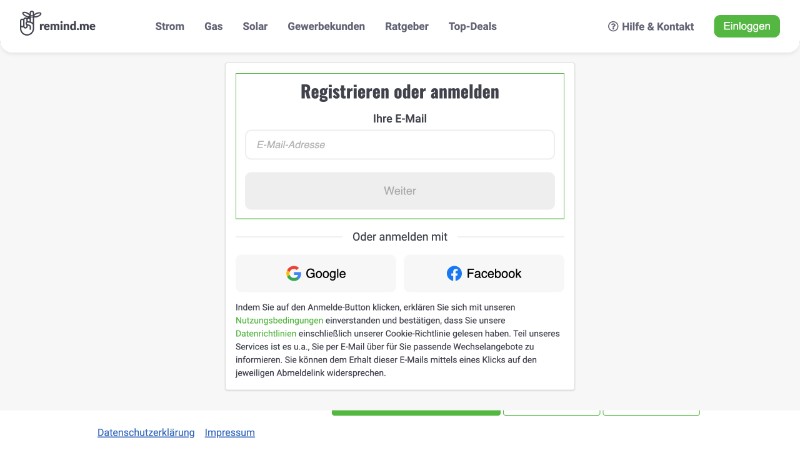 remind.me
Strom Gas Solar Gewerbekunden Ratgeber Top-Deals
Hilfe & Kontakt
Einloggen
Registrieren oder anmelden
Ihre E-Mail
E-Mail-Adresse
Weiter
Oder anmelden mit
Google
Facebook
Indem Sie auf den Anmelde-Button klicken, erklären Sie sich mit unseren
Nutzungsbedingungen einverstanden und bestätigen, dass Sie unsere
Datenrichtlinien einschließlich unserer Cookie-Richtlinie gelesen haben. Teil unseres
Services ist es u.a., Sie per E-Mail über für Sie passende Wechselangebote zu
informieren. Sie können dem Erhalt dieser E-Mails mittels eines Klicks auf den
jeweiligen Abmeldelink widersprechen.
Datenschutzerklärung Impressum